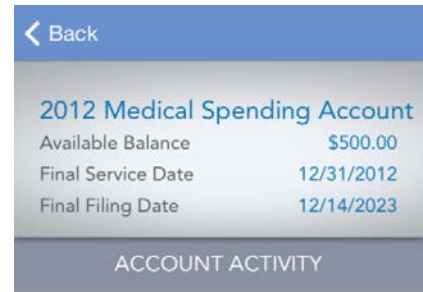 Back
2012 Medical Spending Account
Available Balance $500.00
Final Service Date 12/31/2012
Final Filing Date 12/14/2023
ACCOUNT ACTIVITY